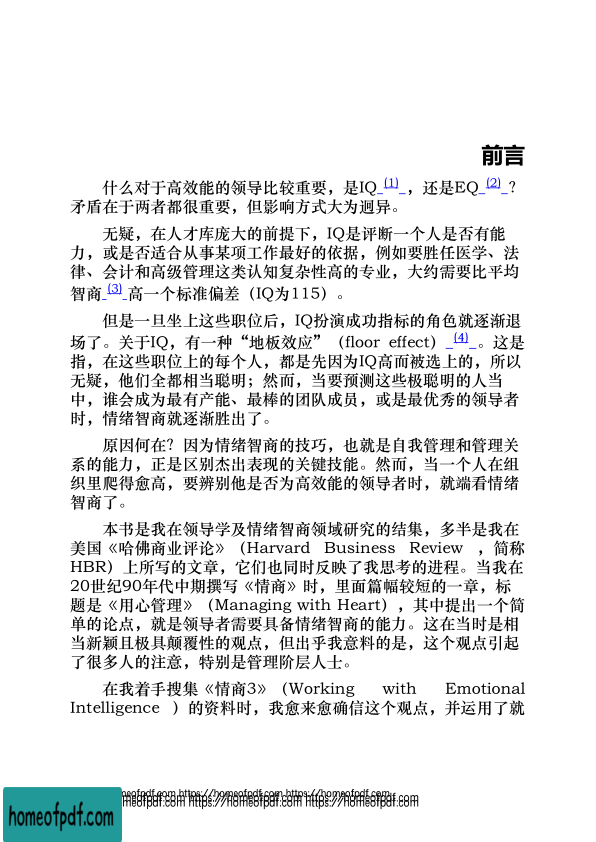 前言
什么对于高效能的领导比较重要，是IQ (1) ，还是EQ (2) ？
矛盾在于两者都很重要，但影响方式大为迥异。
无疑，在人才库庞大的前提下，IQ是评断一个人是否有能
力，或是否适合从事某项工作最好的依据，例如要胜任医学、法
律、会计和高级管理这类认知复杂性高的专业，大约需要比平均
智商 (3) 高一个标准偏差（IQ为115）。
但是一旦坐上这些职位后，IQ扮演成功指标的角色就逐渐退
场了。关于IQ，有一种“地板效应”（floor effect） (4) 。这是
指，在这些职位上的每个人，都是先因为IQ高而被选上的，所以
无疑，他们全都相当聪明；然而，当要预测这些极聪明的人当
中，谁会成为最有产能、最棒的团队成员，或是最优秀的领导者
时，情绪智商就逐渐胜出了。
原因何在？因为情绪智商的技巧，也就是自我管理和管理关
系的能力，正是区别杰出表现的关键技能。然而，当一个人在组
织里爬得愈高，要辨别他是否为高效能的领导者时，就端看情绪
智商了。
本书是我在领导学及情绪智商领域研究的结集，多半是我在
美国《哈佛商业评论》（Harvard Business Review ，简称
HBR）上所写的文章，它们也同时反映了我思考的进程。当我在
20世纪90年代中期撰写《情商》时，里面篇幅较短的一章，标
题是《用心管理》（Managing with Heart），其中提出一个简
单的论点，就是领导者需要具备情绪智商的能力。这在当时是相
当新颖且极具颠覆性的观点，但出乎我意料的是，这个观点引起
了很多人的注意，特别是管理阶层人士。
在我着手搜集《情商3》（Working with Emotional
Intelligence ）的资料时，我愈来愈确信这个观点，并运用了就
homeofpdf.com https://homeofpdf.com https://homeofpdf.com
homeofpdf.com https://homeofpdf.com https://homeofpdf.com
homeofpdf.com